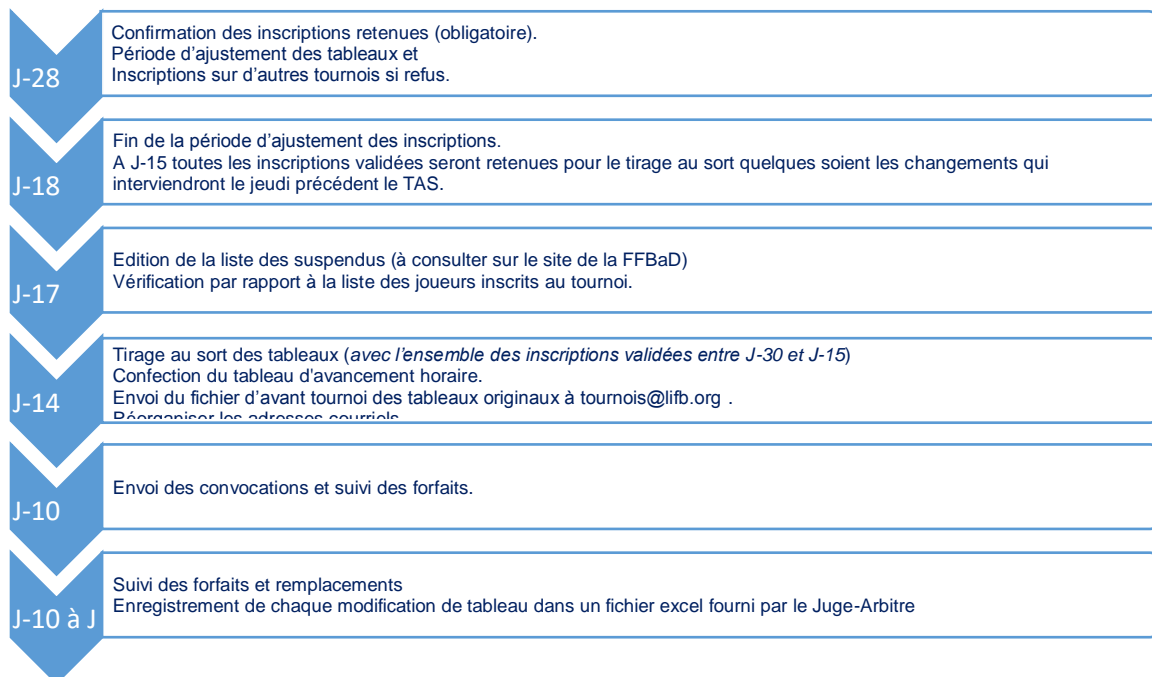 J-28
Confirmation des inscriptions retenues (obligatoire).
Période d'ajustement des tableaux et
Inscriptions sur d'autres tournois si refus.
J-18
Fin de la période d'ajustement des inscriptions.
A J-15 toutes les inscriptions validées seront retenues pour le tirage au sort quelques soient les changements qui
interviendront le jeudi précédent le TAS.
J-17
Edition de la liste des suspendus (à consulter sur le site de la FFBaD)
Vérification par rapport à la liste des joueurs inscrits au tournoi.
J-14
Tirage au sort des tableaux (avec l'ensemble des inscriptions validées entre J-30 et J-15)
Confection du tableau d'avancement horaire.
Envoi du fichier d'avant tournoi des tableaux originaux à tournois@lifb.org .
Réorganiser les adresses courriels
J-10
Envoi des convocations et suivi des forfaits.
J-10 à J
Suivi des forfaits et remplacements
Enregistrement de chaque modification de tableau dans un fichier excel fourni par le Juge-Arbitre